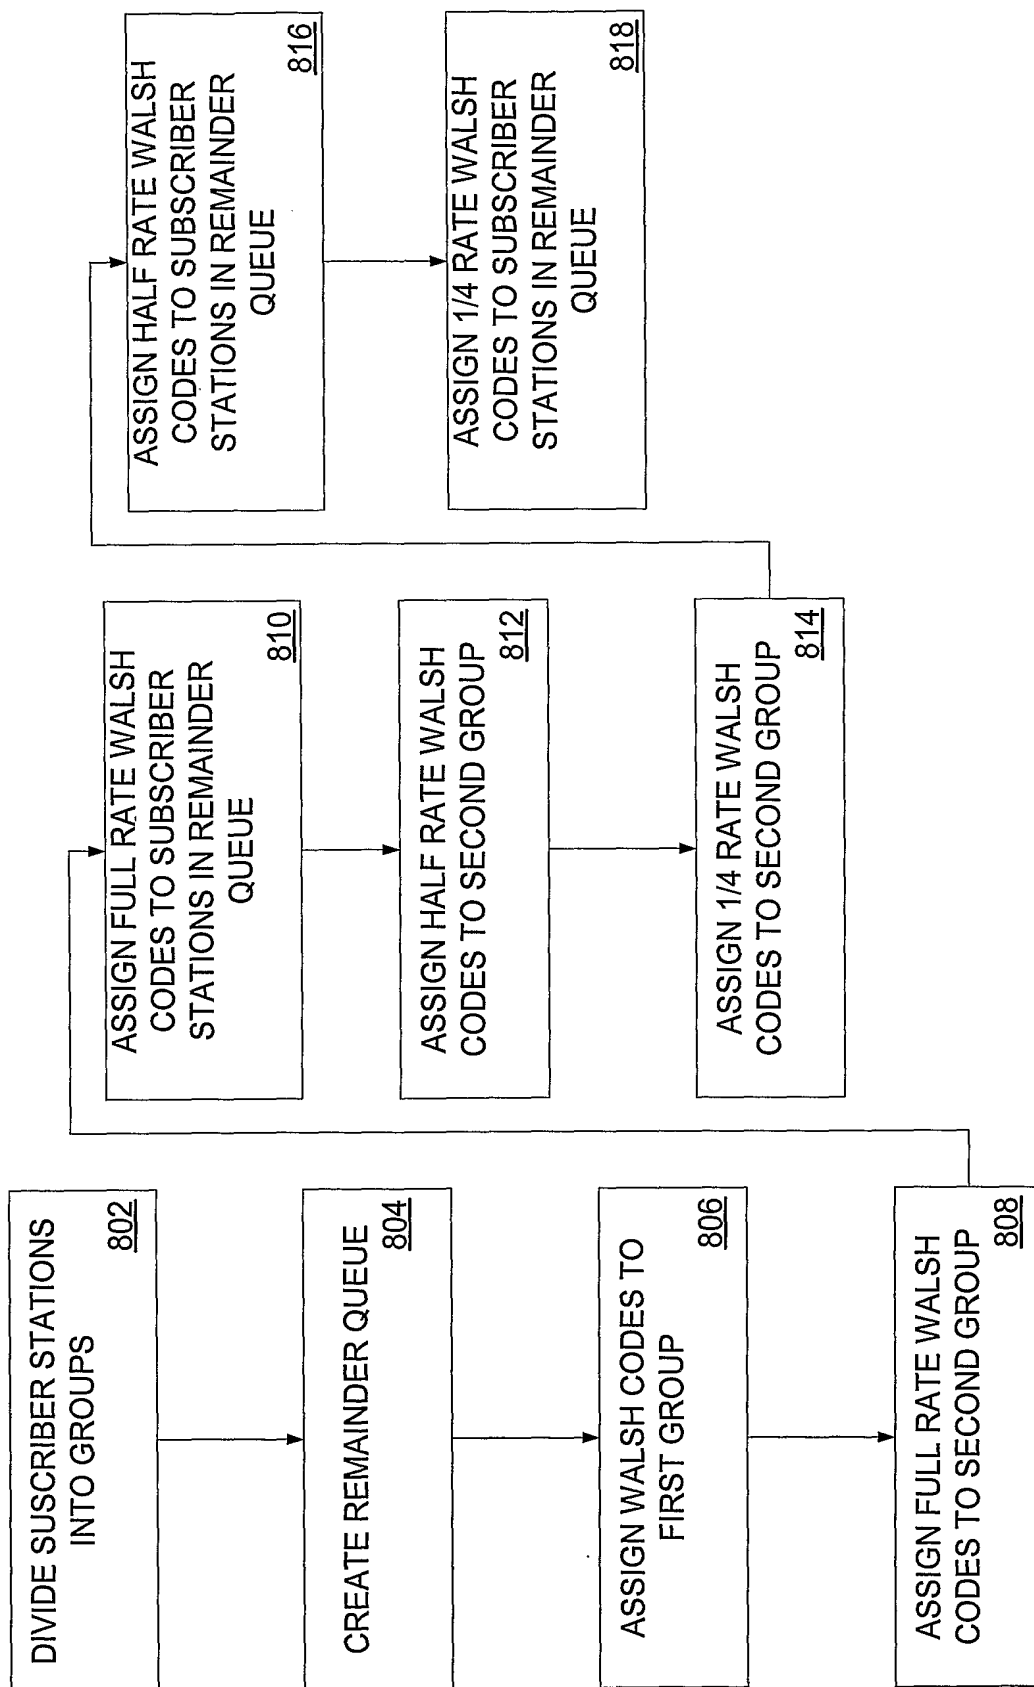 DIVIDE SUSCRIBER STATIONS
INTO GROUPS
802
CREATE REMAINDER QUEUE
804
ASSIGN WALSH CODES TO
FIRST GROUP
806
ASSIGN FULL RATE WALSH
CODES TO SECOND GROUP
808
ASSIGN FULL RATE WALSH
CODES TO SUBSCRIBER
STATIONS IN REMAINDER
QUEUE
810
ASSIGN HALF RATE WALSH
CODES TO SECOND GROUP
812
ASSIGN 1/4 RATE WALSH
CODES TO SECOND GROUP
814
ASSIGN HALF RATE WALSH
CODES TO SUBSCRIBER
STATIONS IN REMAINDER
QUEUE
816
ASSIGN 1/4 RATE WALSH
CODES TO SUBSCRIBER
STATIONS IN REMAINDER
QUEUE
818